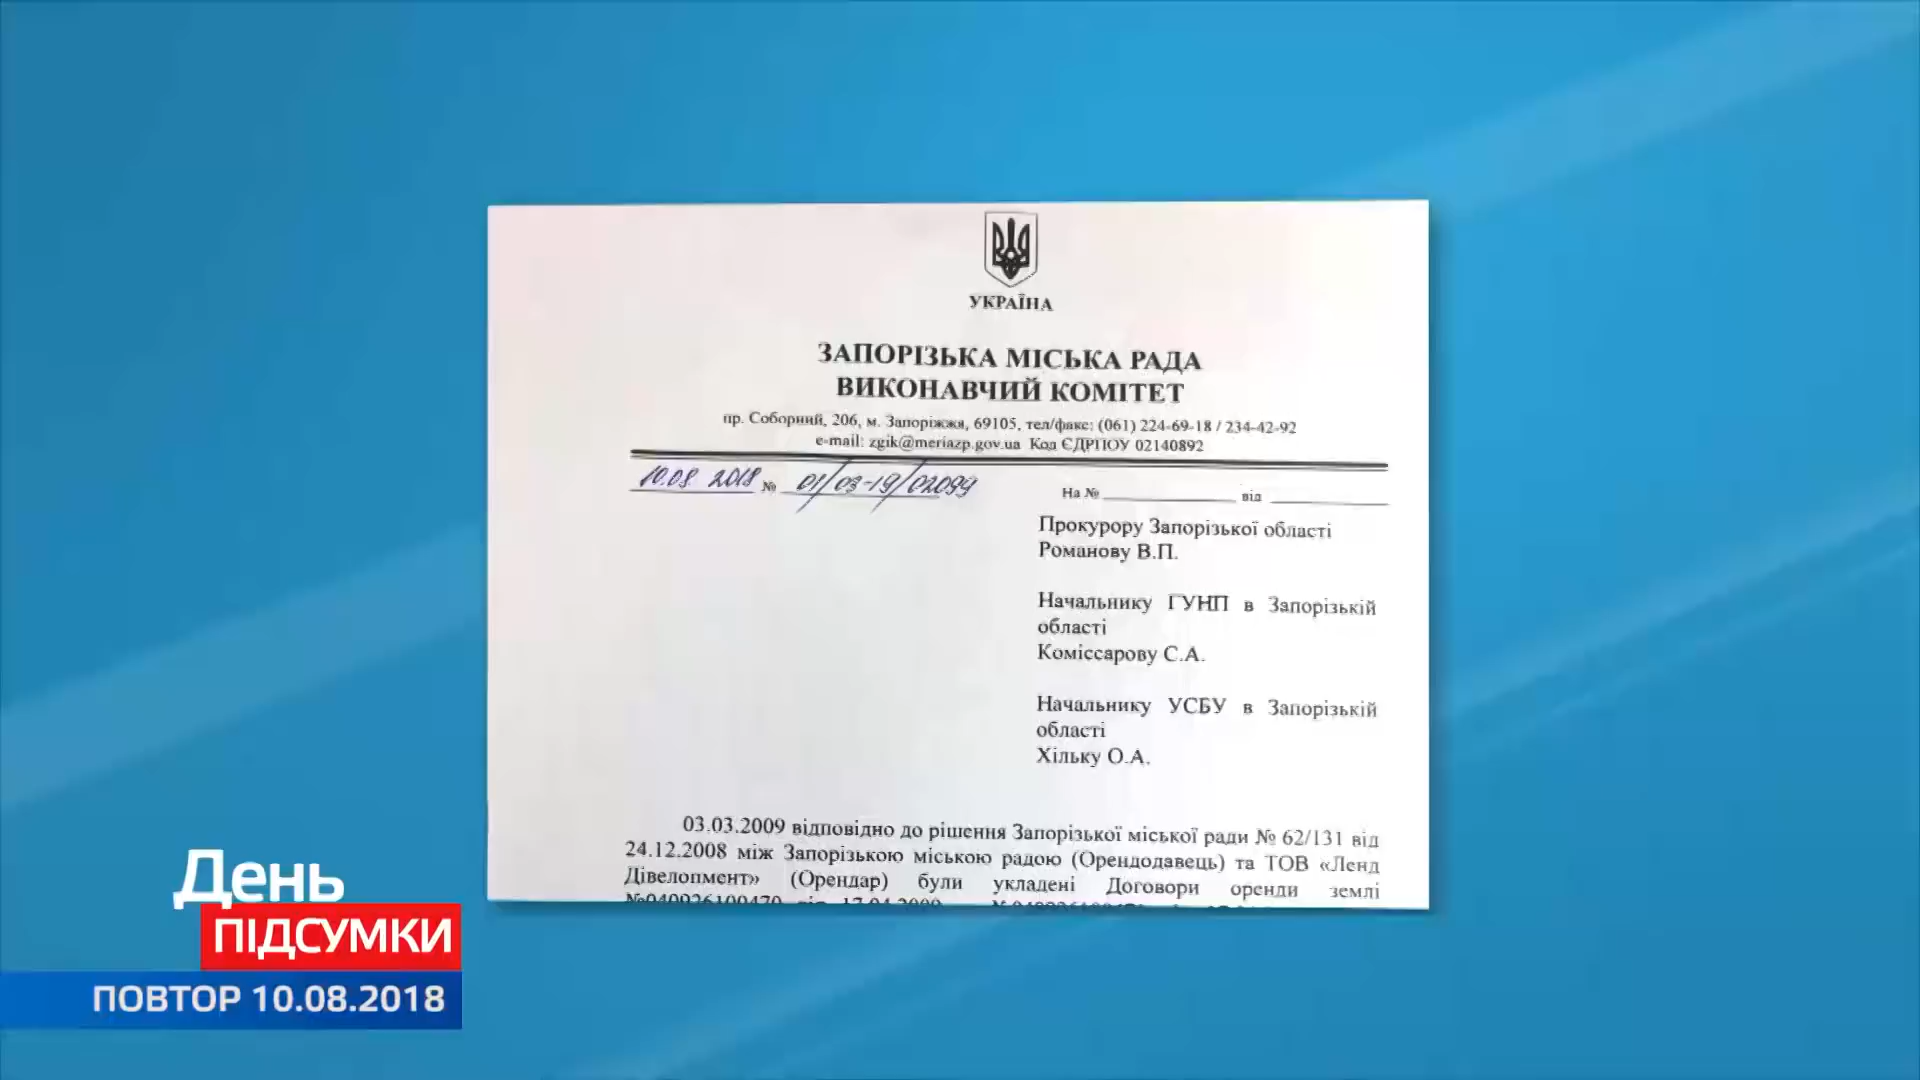 УКРАЇНА
ЗАПОРІЗЬКА МІСЬКА РАДА
ВИКОНАВЧИЙ КОМІТЕТ
пр. Соборний, 206, м. Запоріжжя, 69105, тел/факс: (061) 224-69-18 / 234-42-92
e-mail: zgik@meriazp.gov.ua Код ЄДРПОУ 02140892
10.08 2018 № 01/03-19/02099
На № від
Прокурору Запорізької області
Романову В.П.
Начальнику ГУНП в Запорізькій
області
Коміссарову С.А.
Начальнику УСБУ в Запорізькій
області
Хільку О.А.
03.03.2009 відповідно до рішення Запорізької міської ради № 62/131 від
24.12.2008 між Запорізькою міською радою (Орендодавець) та ТОВ «Ленд
Дівелопмент» (Орендар) були укладені Договори оренди землі
День
ПІДСУМКИ
ПОВТОР 10.08.2018